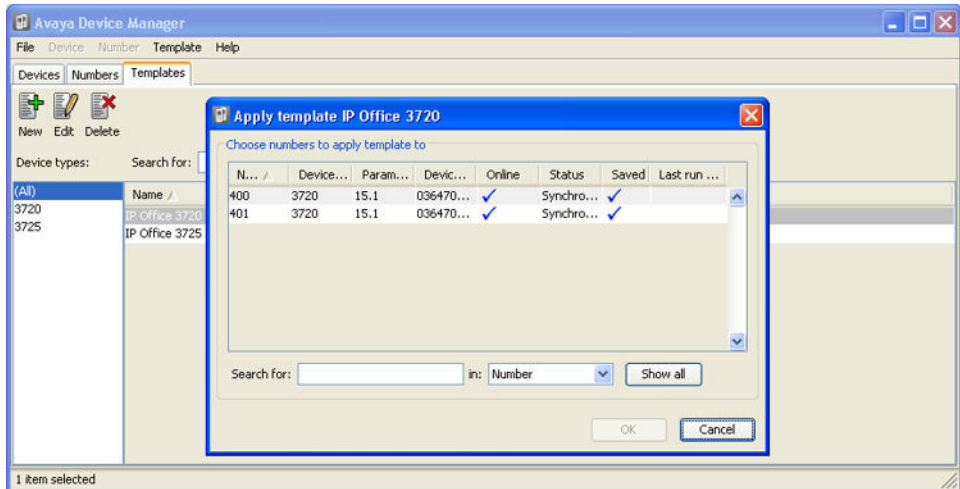 Avaya Device Manager
File Device Number Template Help
Devices Numbers Templates
New Edit Delete
Device types: Search for:
(All)
3720
3725
Name
IP Office 3720
IP Office 3725
Apply template IP Office 3720
Choose numbers to apply template to
N... Device... Param... Devic... Online Status Saved Last run ...
400 3720 15.1 036470... Synchro...
401 3720 15.1 036470... Synchro...
Search for: in: Number Show all
OK Cancel
1 item selected